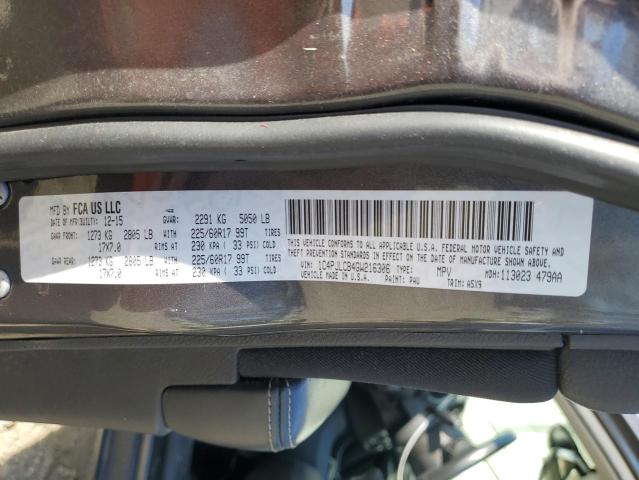 MFD BY FCA US LLC
DATE OF MFR(BUILT): 12-15 GVWR: 2291 KG 5050 LB
GAWR FRONT: 1273 KG 2805 LB WITH 225/60R17 99T TIRES
17X7.0 RIMS AT 230 KPA ( 33 PSI) COLD
GAWR REAR: 1273 KG 2805 LB WITH 225/60R17 99T TIRES
17X7.0 RIMS AT 230 KPA ( 33 PSI) COLD
THIS VEHICLE CONFORMS TO ALL APPLICABLE U.S.A. FEDERAL MOTOR VEHICLE SAFETY AND
THEFT PREVENTION STANDARDS IN EFFECT ON THE DATE OF MANUFACTURE SHOWN ABOVE.
VIN: 1C4PJLCB4GW216306 TYPE: MPV MDH: 113023 479AA
VEHICLE MADE IN U.S.A. PAINT: PAU TRIM: A5X9